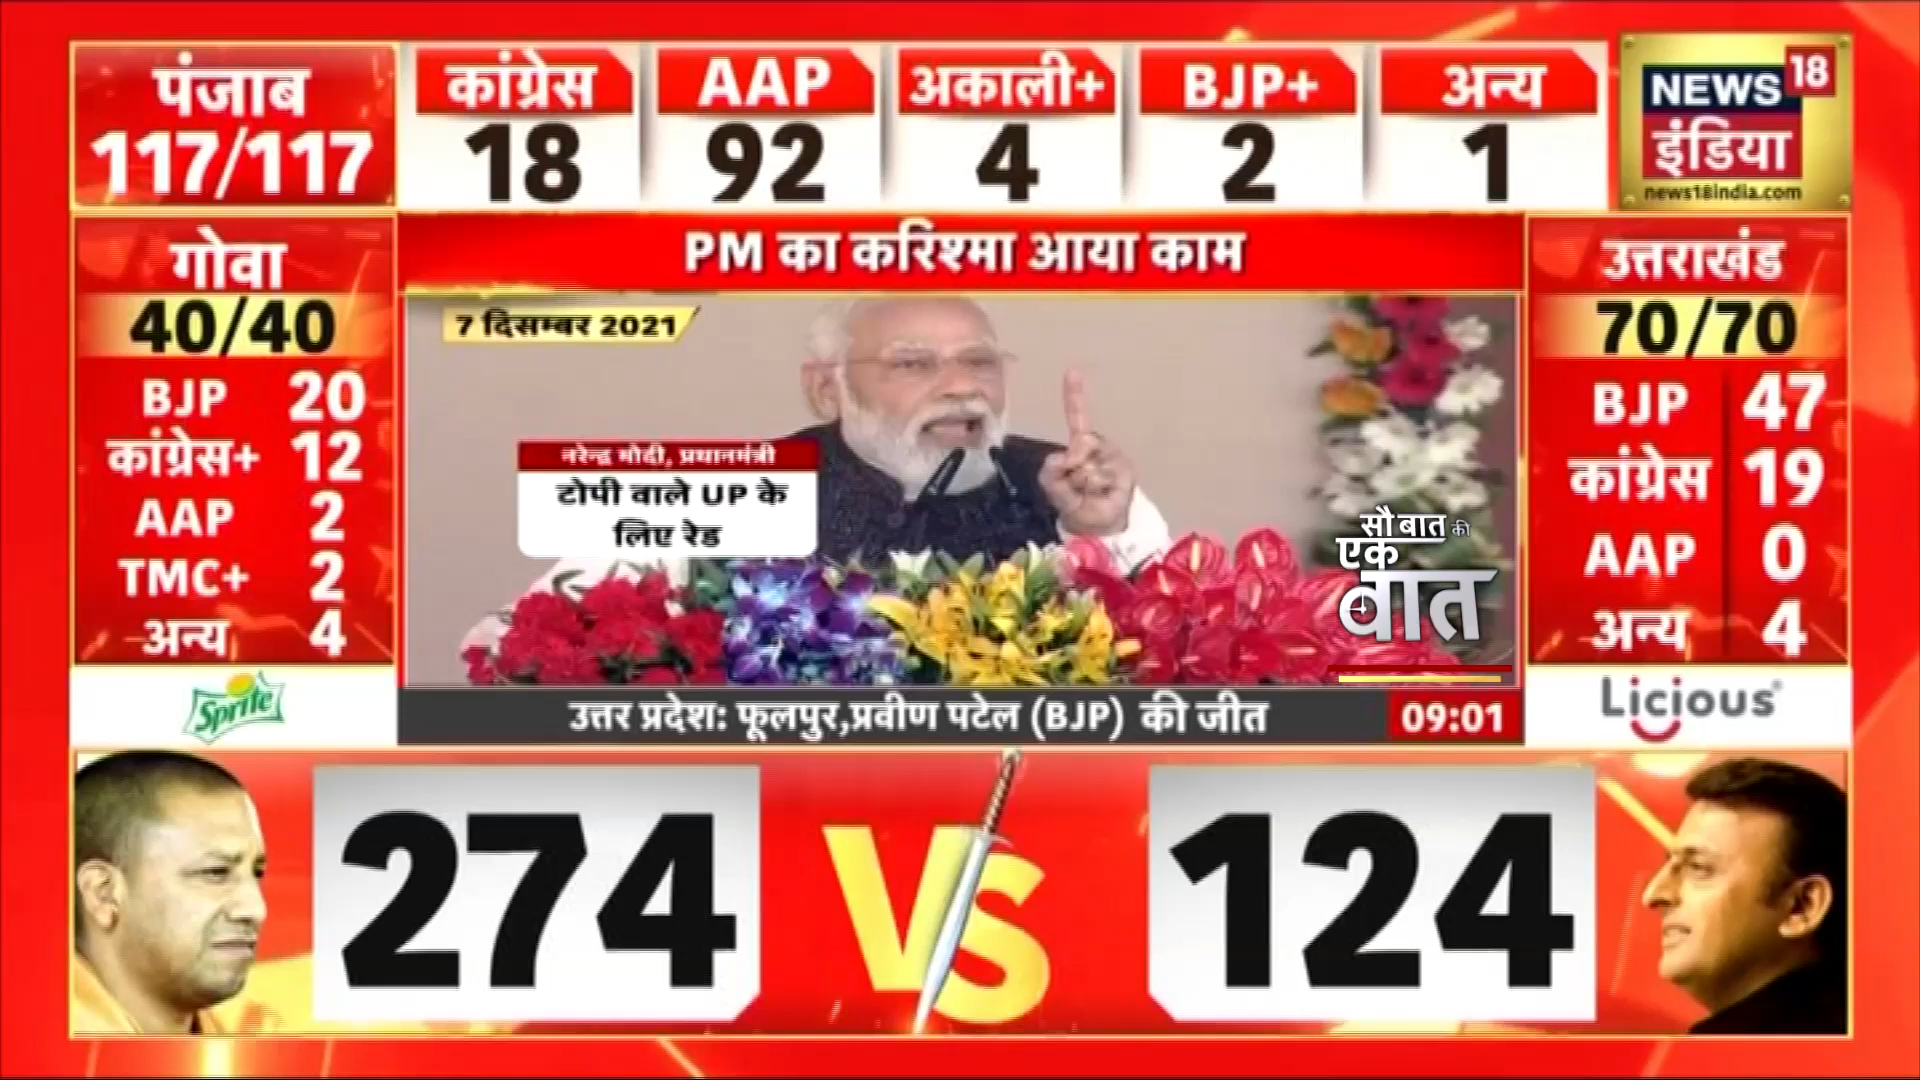 पंजाब
117/117
कांग्रेस
18
AAP
92
अकाली+
4
BJP+
2
अन्य
1
NEWS 18
इंडिया
news18india.com
गोवा
40/40
BJP 20
कांग्रेस+ 12
AAP 2
TMC+ 2
अन्य 4
Sprite
PM का करिश्मा आया काम
7 दिसम्बर 2021
नरेन्द्र मोदी, प्रधानमंत्री
टोपी वाले UP के
लिए रेड
सौ बात की
एक
बात
उत्तर प्रदेश: फूलपुर,प्रवीण पटेल (BJP) की जीत
09:01
उत्तराखंड
70/70
BJP 47
कांग्रेस 19
AAP 0
अन्य 4
Licious
274
VS
124